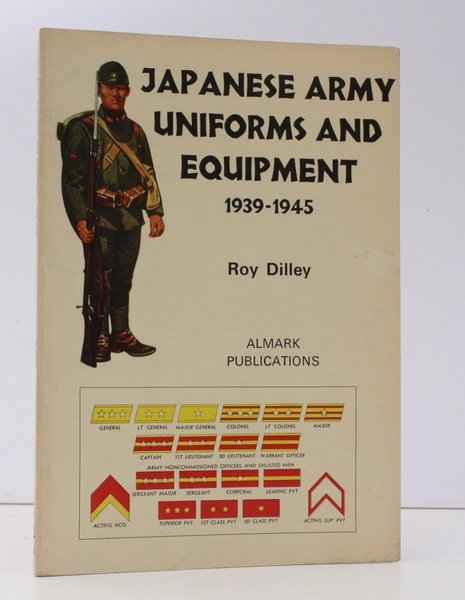 JAPANESE ARMY
UNIFORMS AND
EQUIPMENT
1939-1945
Roy Dilley
ALMARK
PUBLICATIONS
GENERAL LT GENERAL MAJOR GENERAL COLONEL LT COLONEL MAJOR
CAPTAIN 1ST LIEUTENANT 2D LIEUTENANT WARRANT OFFICER
ARMY NONCOMMISSIONED OFFICERS AND ENLISTED MEN
SERGEANT MAJOR SERGEANT CORPORAL LEADING PVT
ACTING NCO SUPERIOR PVT 1ST CLASS PVT 2D CLASS PVT ACTING SUP PVT